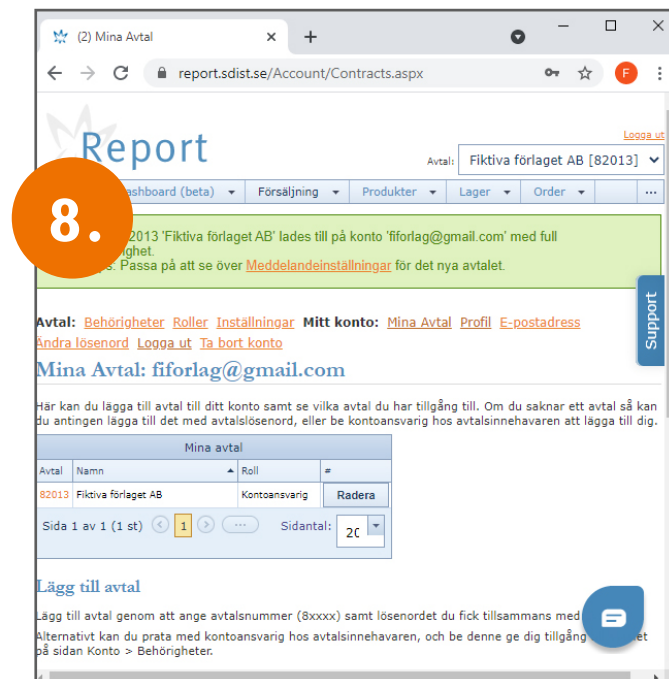 (2) Mina Avtal
report.sdist.se/Account/Contracts.aspx
F
Logga ut
Report
Avtal: Fiktiva förlaget AB [82013]
ashboard (beta) Försäljning Produkter Lager Order ...
8.
2013 'Fiktiva förlaget AB' lades till på konto 'fiforlag@gmail.com' med full
ighet.
Passa på att se över Meddelandeinställningar för det nya avtalet.
Support
Avtal: Behörigheter Roller Inställningar Mitt konto: Mina Avtal Profil E-postadress
Ändra lösenord Logga ut Ta bort konto
Mina Avtal: fiforlag@gmail.com
Här kan du lägga till avtal till ditt konto samt se vilka avtal du har tillgång till. Om du saknar ett avtal så kan
du antingen lägga till det med avtalslösenord, eller be kontoansvarig hos avtalsinnehavaren att lägga till dig.
Mina avtal
Avtal Namn Roll #
82013 Fiktiva förlaget AB Kontoansvarig Radera
Sida 1 av 1 (1 st) 1 ... Sidantal: 20
Lägg till avtal
Lägg till avtal genom att ange avtalsnummer (8xxxx) samt lösenordet du fick tillsammans med
Alternativt kan du prata med kontoansvarig hos avtalsinnehavaren, och be denne ge dig tillgång et
på sidan Konto > Behörigheter.